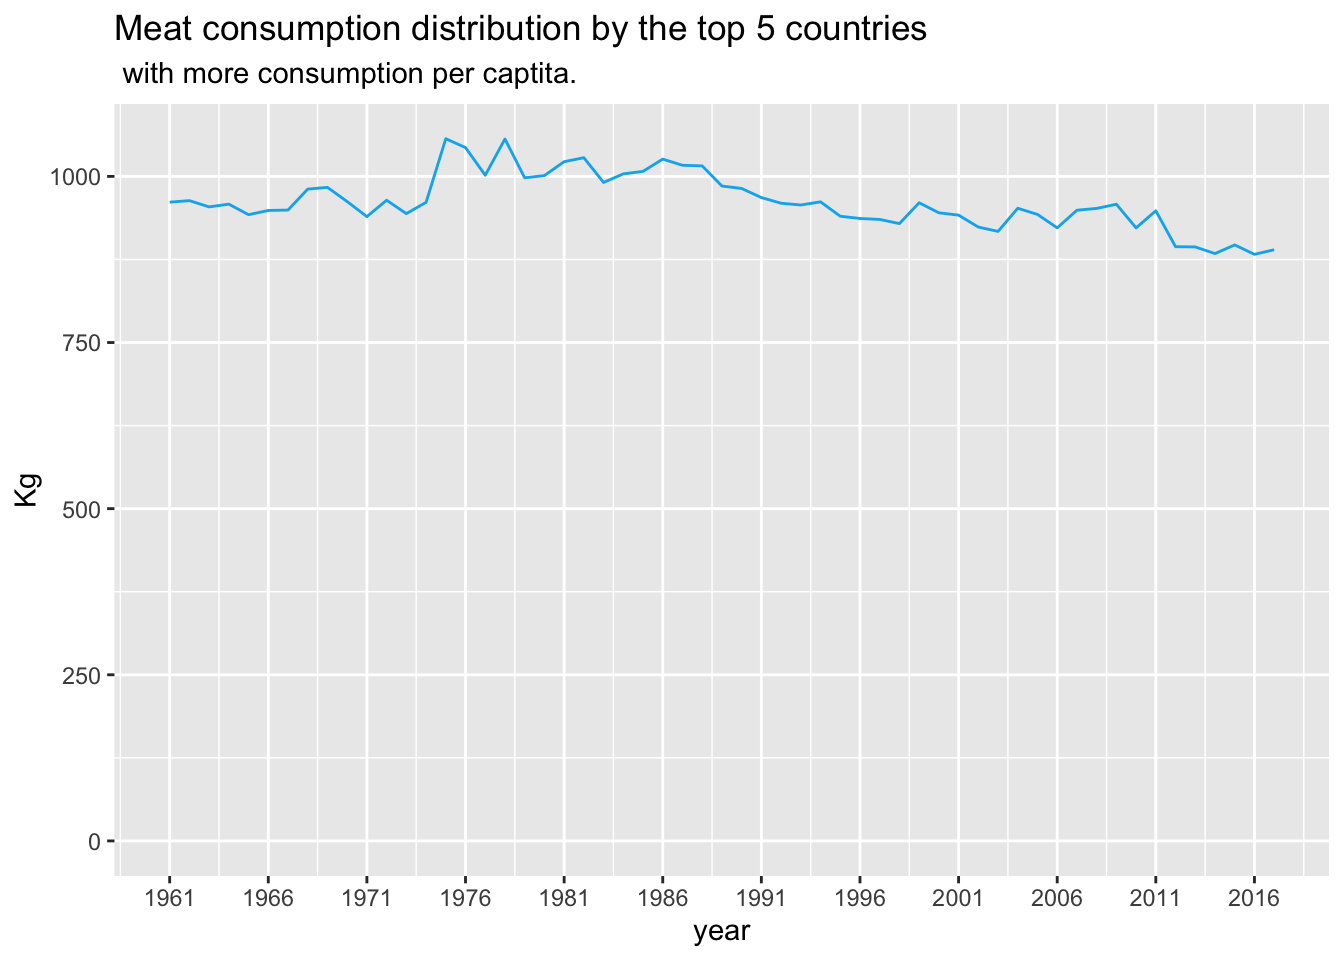 Meat consumption distribution by the top 5 countries
with more consumption per captita.
1000
750
500
250
0
Kg
1961 1966 1971 1976 1981 1986 1991 1996 2001 2006 2011 2016
year